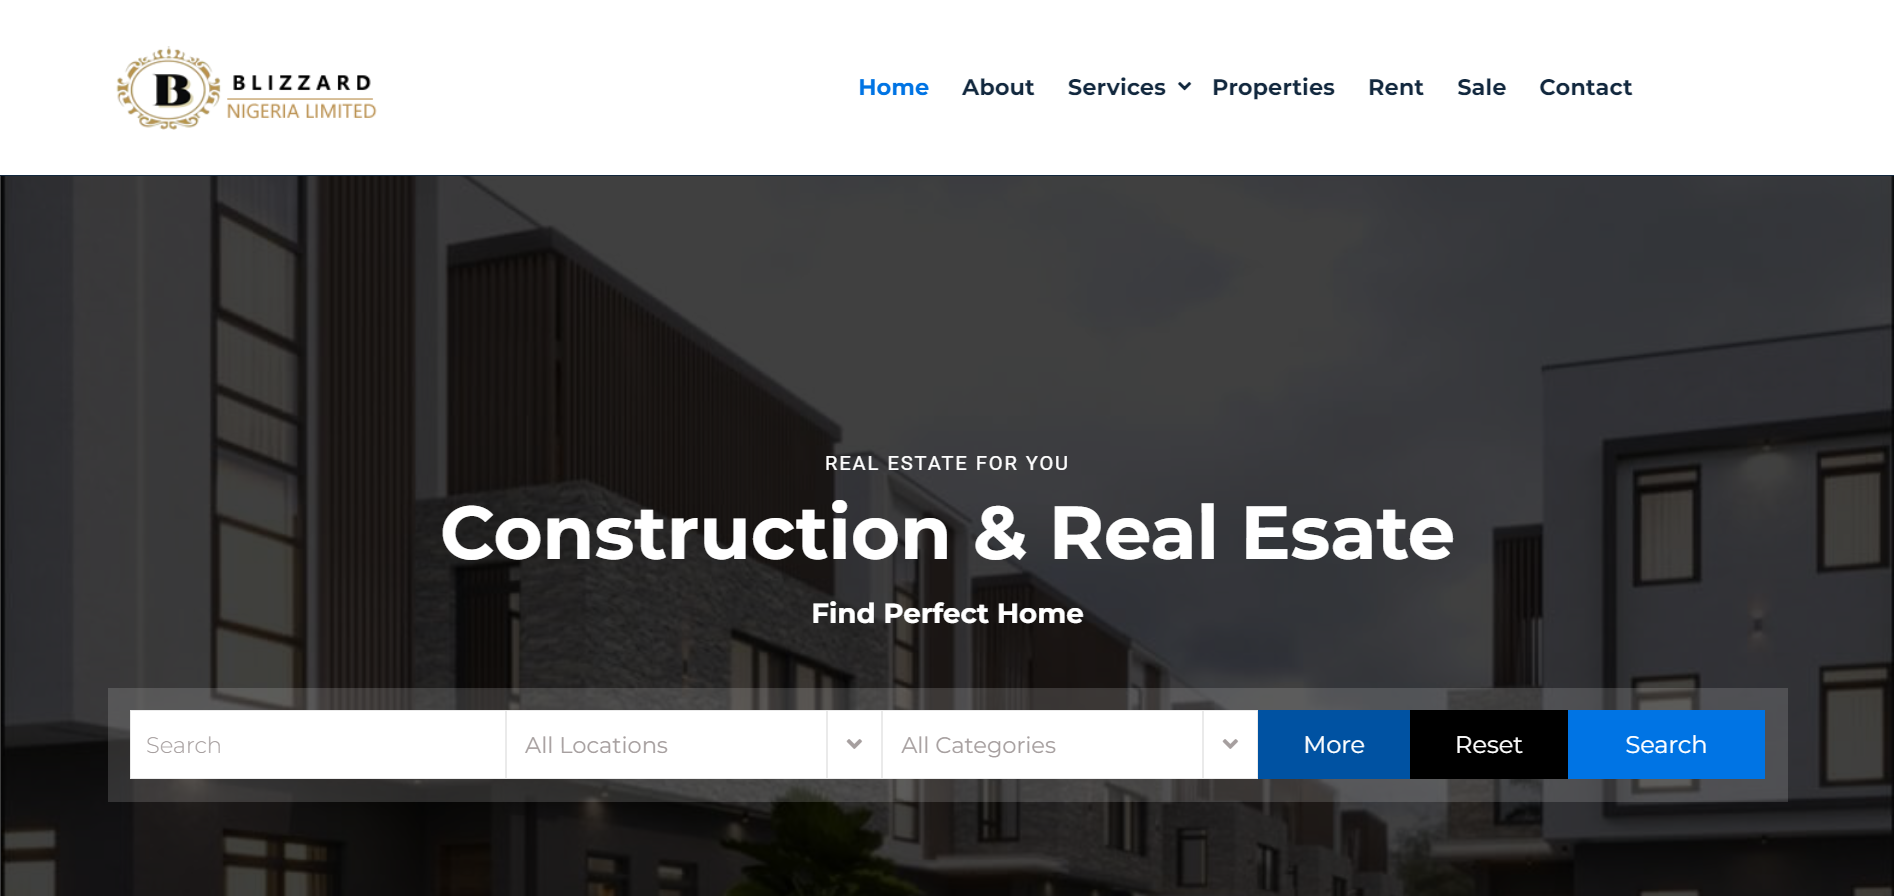 B
BLIZZARD
NIGERIA LIMITED
Home About Services Properties Rent Sale Contact
REAL ESTATE FOR YOU
Construction & Real Esate
Find Perfect Home
Search All Locations All Categories More Reset Search